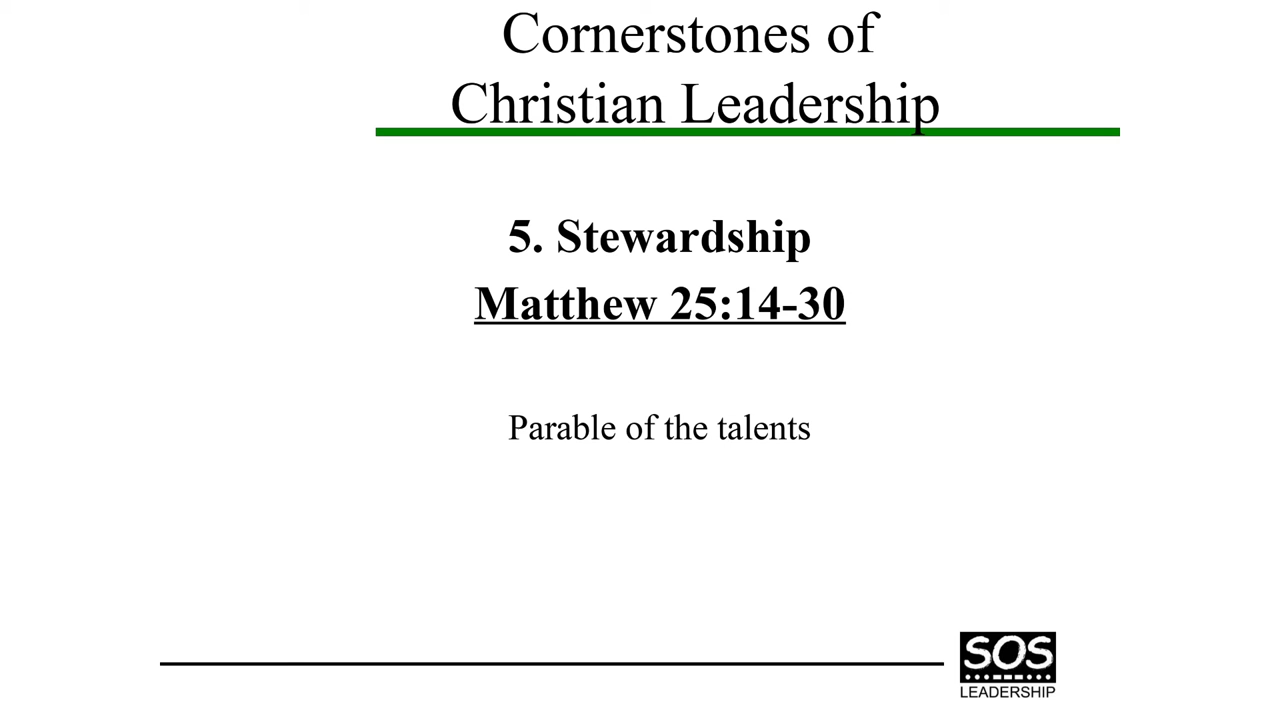 Cornerstones of
Christian Leadership
5. Stewardship
Matthew 25:14-30
Parable of the talents
SOS
LEADERSHIP